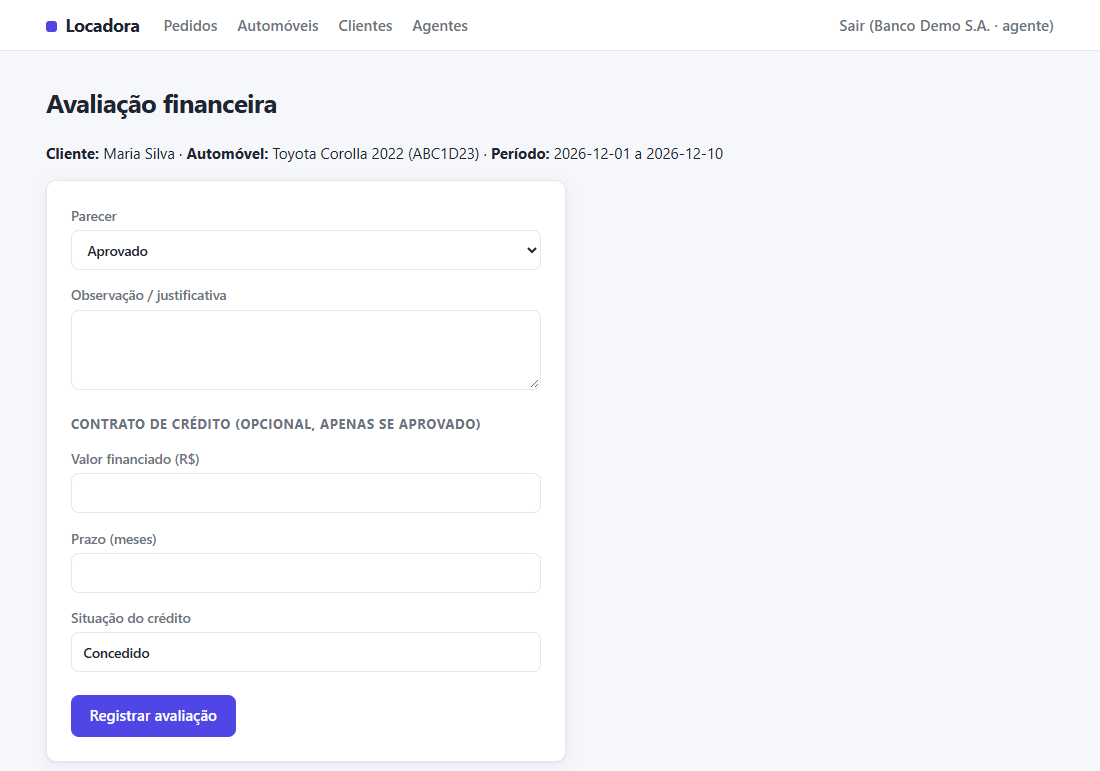 Locadora Pedidos Automóveis Clientes Agentes Sair (Banco Demo S.A. · agente)
Avaliação financeira
Cliente: Maria Silva · Automóvel: Toyota Corolla 2022 (ABC1D23) · Período: 2026-12-01 a 2026-12-10
Parecer
Aprovado
Observação / justificativa
CONTRATO DE CRÉDITO (OPCIONAL, APENAS SE APROVADO)
Valor financiado (R$)
Prazo (meses)
Situação do crédito
Concedido
Registrar avaliação